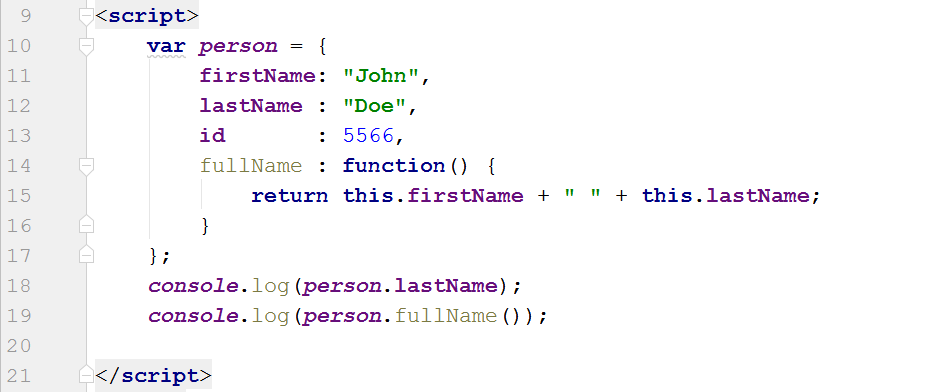 9 <script>
10     var person = {
11         firstName: "John",
12         lastName : "Doe",
13         id       : 5566,
14         fullName : function() {
15             return this.firstName + " " + this.lastName;
16         }
17     };
18     console.log(person.lastName);
19     console.log(person.fullName());
20
21 </script>